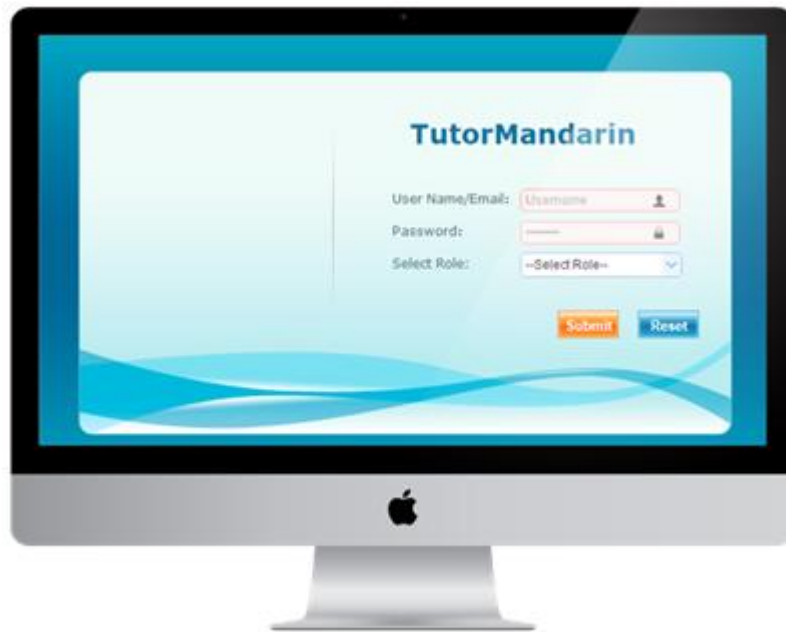 TutorMandarin
User Name/Email: Username
Password:
Select Role: --Select Role--
Submit Reset